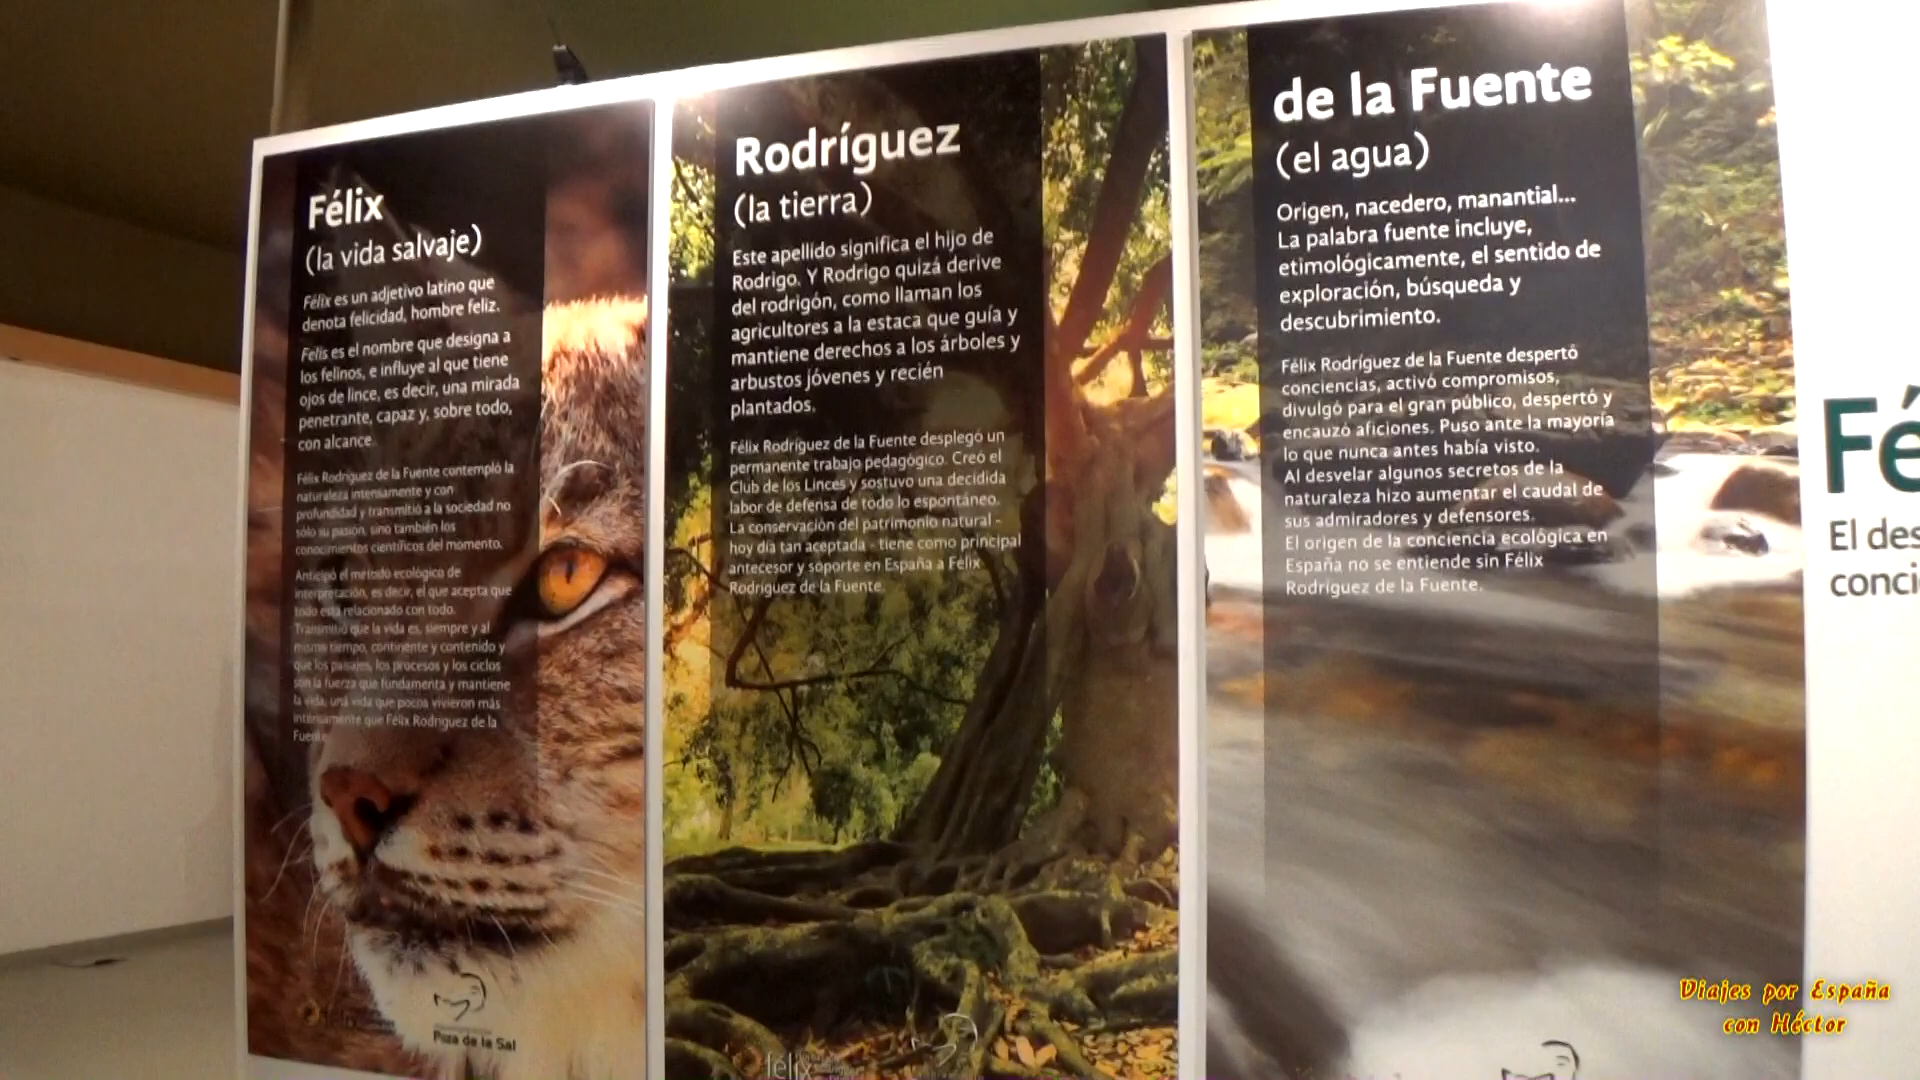 Félix
(la vida salvaje)
Félix es un adjetivo latino que
denota felicidad, hombre feliz.
Felis es el nombre que designa a
los felinos, e influye al que tiene
ojos de lince, es decir, una mirada
penetrante, capaz y, sobre todo,
con alcance.
Félix Rodríguez de la Fuente contempló la
naturaleza intensamente y con
profundidad y transmitió a la sociedad no
sólo su pasión, sino también los
conocimientos científicos del momento.
Anticipó el método ecológico de
interpretación, es decir, el que acepta que
todo está relacionado con todo.
Transmitió que la vida es, siempre y al
mismo tiempo, continente y contenido y
que los paisajes, los procesos y los ciclos
son la fuerza que fundamenta y mantiene
la vida, una vida que pocos vivieron más
intensamente que Félix Rodríguez de la
Fuente.
Poza de la Sal
Rodríguez
(la tierra)
Este apellido significa el hijo de
Rodrigo. Y Rodrigo quizá derive
del rodrigón, como llaman los
agricultores a la estaca que guía y
mantiene derechos a los árboles y
arbustos jóvenes y recién
plantados.
Félix Rodríguez de la Fuente desplegó un
permanente trabajo pedagógico. Creó el
Club de los Linces y sostuvo una decidida
labor de defensa de todo lo espontáneo.
La conservación del patrimonio natural -
hoy día tan aceptada - tiene como principal
antecesor y soporte en España a Félix
Rodríguez de la Fuente.
félix
de la Fuente
(el agua)
Origen, nacedero, manantial...
La palabra fuente incluye,
etimológicamente, el sentido de
exploración, búsqueda y
descubrimiento.
Félix Rodríguez de la Fuente despertó
conciencias, activó compromisos,
divulgó para el gran público, despertó y
encauzó aficiones. Puso ante la mayoría
lo que nunca antes había visto.
Al desvelar algunos secretos de la
naturaleza hizo aumentar el caudal de
sus admiradores y defensores.
El origen de la conciencia ecológica en
España no se entiende sin Félix
Rodríguez de la Fuente.
Fé
El des
conci
Viajes por España
con Héctor